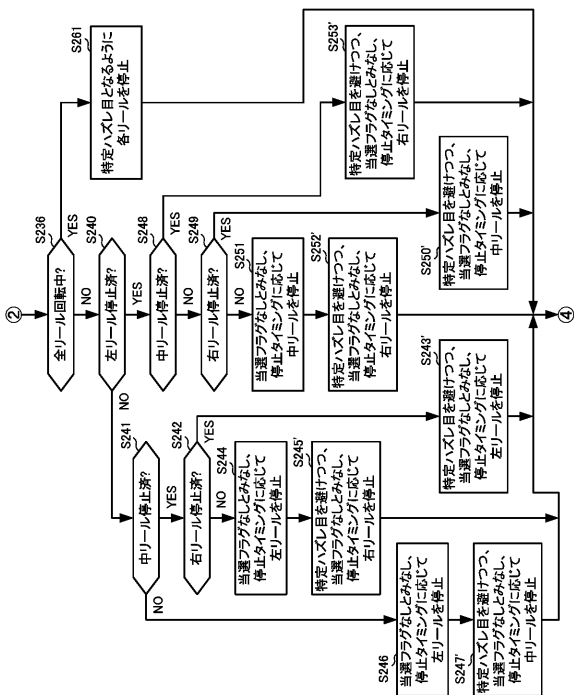 ②
S236
全リール回転中?
YES
NO
S261
特定ハズレ目となるように
各リールを停止
S240
左リール停止済?
NO
YES
S248
中リール停止済?
YES
NO
S249
右リール停止済?
YES
NO
S251
当選フラグなしとみなし、
停止タイミングに応じて
中リールを停止
S252'
特定ハズレ目を避けつつ、
当選フラグなしとみなし、
停止タイミングに応じて
右リールを停止
S253'
特定ハズレ目を避けつつ、
当選フラグなしとみなし、
停止タイミングに応じて
右リールを停止
S250'
特定ハズレ目を避けつつ、
当選フラグなしとみなし、
停止タイミングに応じて
中リールを停止
S241
中リール停止済?
NO
YES
S242
右リール停止済?
YES
NO
S244
当選フラグなしとみなし、
停止タイミングに応じて
左リールを停止
S245'
特定ハズレ目を避けつつ、
当選フラグなしとみなし、
停止タイミングに応じて
右リールを停止
S243'
特定ハズレ目を避けつつ、
当選フラグなしとみなし、
停止タイミングに応じて
左リールを停止
S246
当選フラグなしとみなし、
停止タイミングに応じて
左リールを停止
S247'
特定ハズレ目を避けつつ、
当選フラグなしとみなし、
停止タイミングに応じて
中リールを停止
④